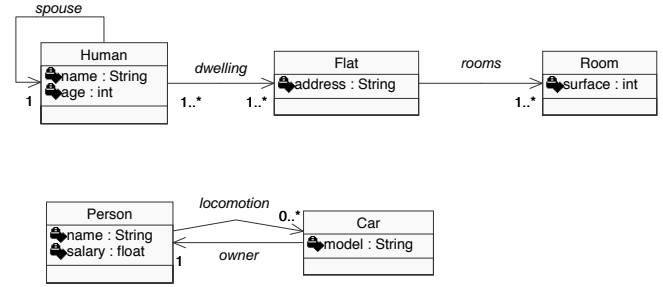 spouse
Human
name : String
age : int
1
dwelling
1..*
1..*
Flat
address : String
rooms
1..*
Room
surface : int
Person
name : String
salary : float
locomotion
0..*
owner
1
Car
model : String